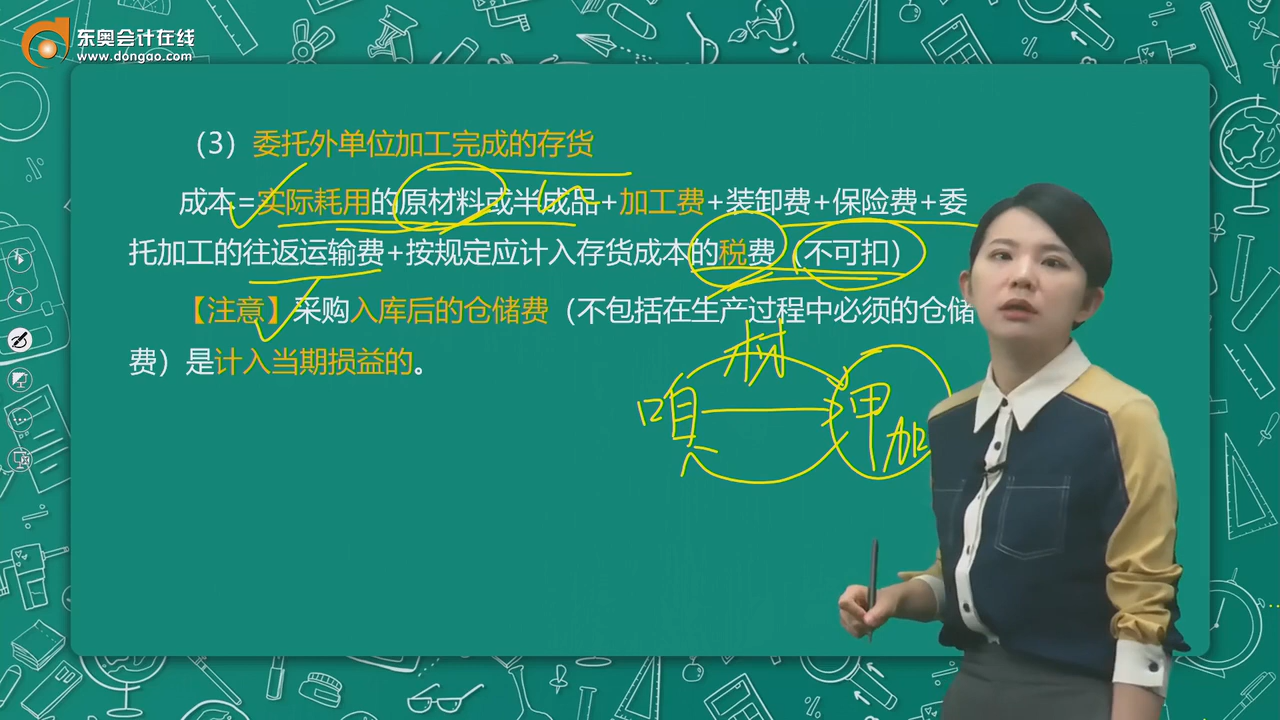 东奥会计在线
www.dongao.com
（3）委托外单位加工完成的存货
成本=实际耗用的原材料或半成品+加工费+装卸费+保险费+委
托加工的往返运输费+按规定应计入存货成本的税费（不可扣）
【注意】采购入库后的仓储费（不包括在生产过程中必须的仓储
费）是计入当期损益的。
甲
加